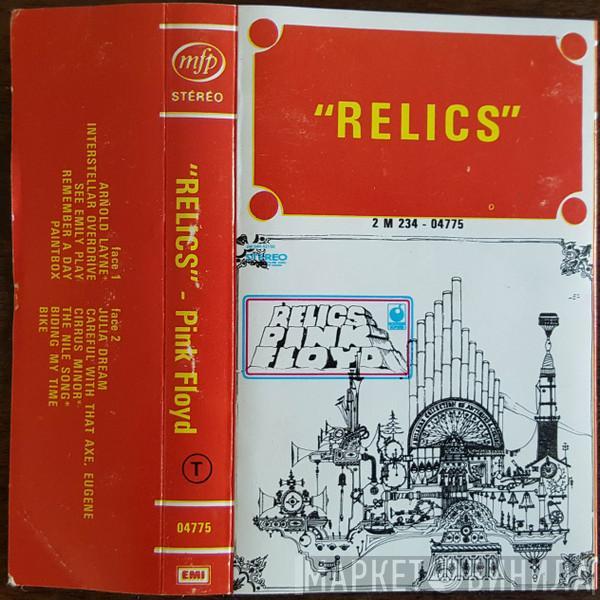 face 1
ARNOLD LAYNE*
INTERSTELLAR OVERDRIVE
SEE EMILY PLAY*
REMEMBER A DAY
PAINTBOX
face 2
JULIA DREAM
CAREFUL WITH THAT AXE, EUGENE
CIRRUS MINOR*
THE NILE SONG*
BIDING MY TIME
BIKE
mfp
STÉRÉO
"RELICS" - Pink Floyd
T
04775
EMI
"RELICS"
2 M 234 - 04775
STEREO
RELICS
PINK
FLOYD
МАРКЕТ ВИНИЛА